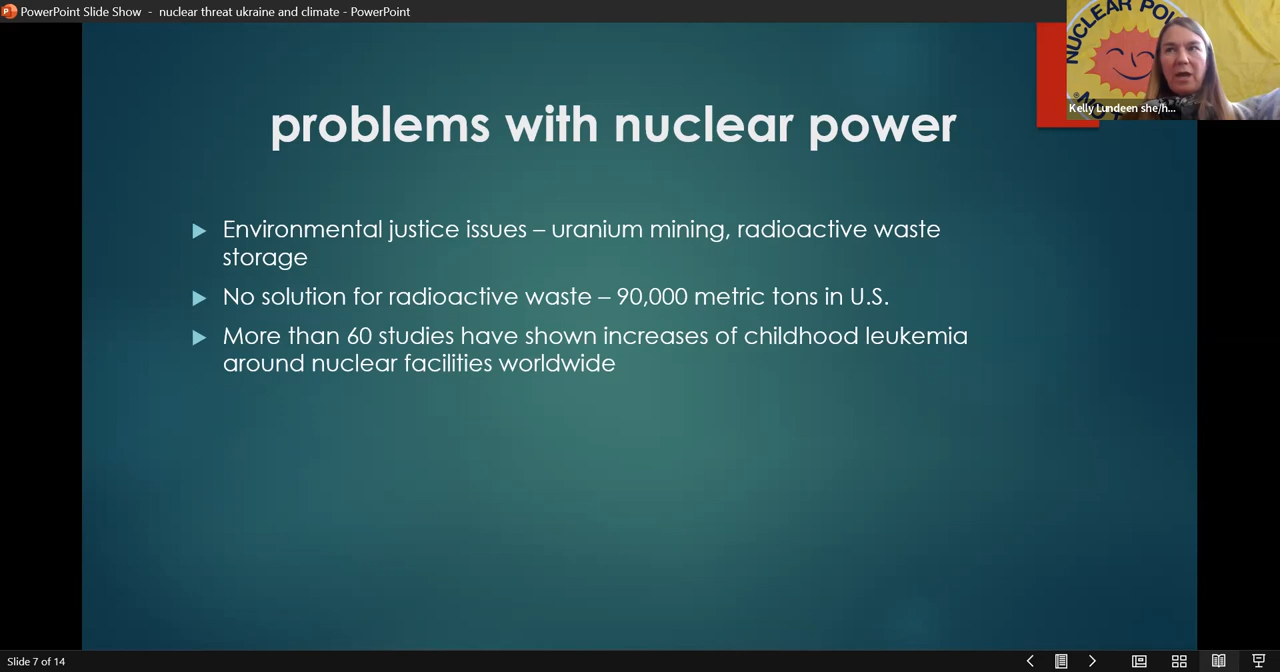 PowerPoint Slide Show - nuclear threat ukraine and climate - PowerPoint
NUCLEAR POW
Kelly Lundeen she/h...
problems with nuclear power
Environmental justice issues – uranium mining, radioactive waste
storage
No solution for radioactive waste – 90,000 metric tons in U.S.
More than 60 studies have shown increases of childhood leukemia
around nuclear facilities worldwide
Slide 7 of 14